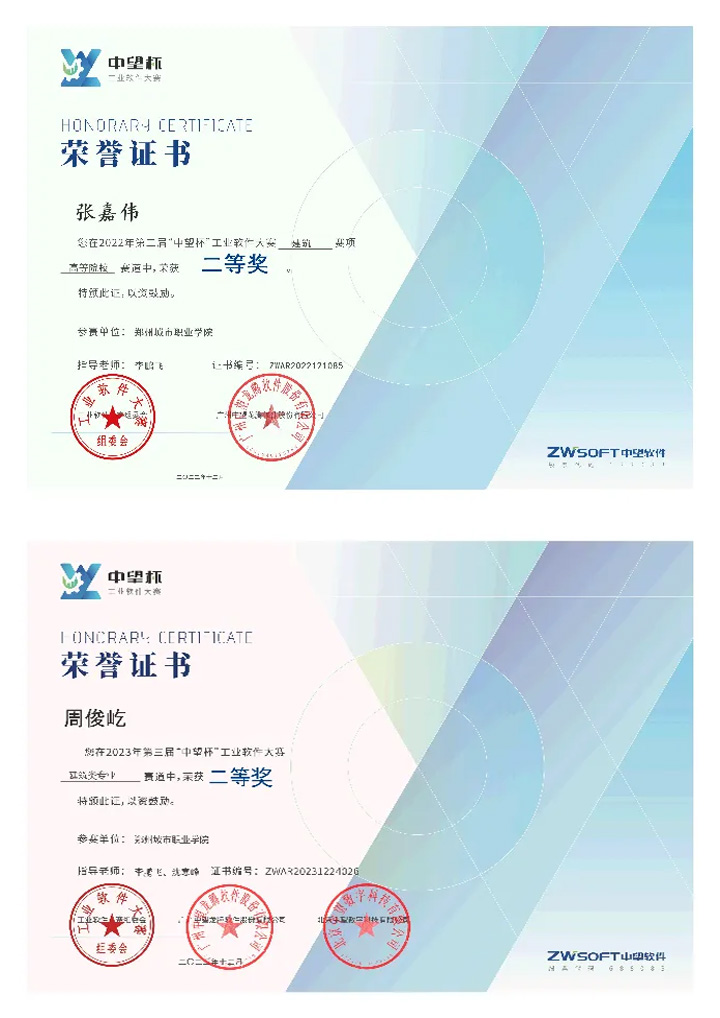 中望杯
工业软件大赛
HONORARY CERTIFICATE
荣誉证书
张嘉伟
您在2022年第二届“中望杯”工业软件大赛 建筑 赛项
高等院校 赛道中，荣获 二等奖 。
特颁此证，以资鼓励。
参赛单位： 郑州城市职业学院
指导老师： 李鹏飞 证书编号： ZWAR2022121085
工业软件大赛
组委会
广州中望龙腾软件股份有限公司
二〇二二年十二月
ZWSOFT中望软件
中望杯
工业软件大赛
HONORARY CERTIFICATE
荣誉证书
周俊屹
您在2023年第三届“中望杯”工业软件大赛
建筑类专业 赛道中，荣获 二等奖
特颁此证，以资鼓励。
参赛单位： 郑州城市职业学院
指导老师： 李鹏飞、 证书编号： ZWAR20231224026
工业软件大赛
组委会
广州中望龙腾软件股份有限公司
北京中望数字科技有限公司
二〇二三年十二月
ZWSOFT中望软件